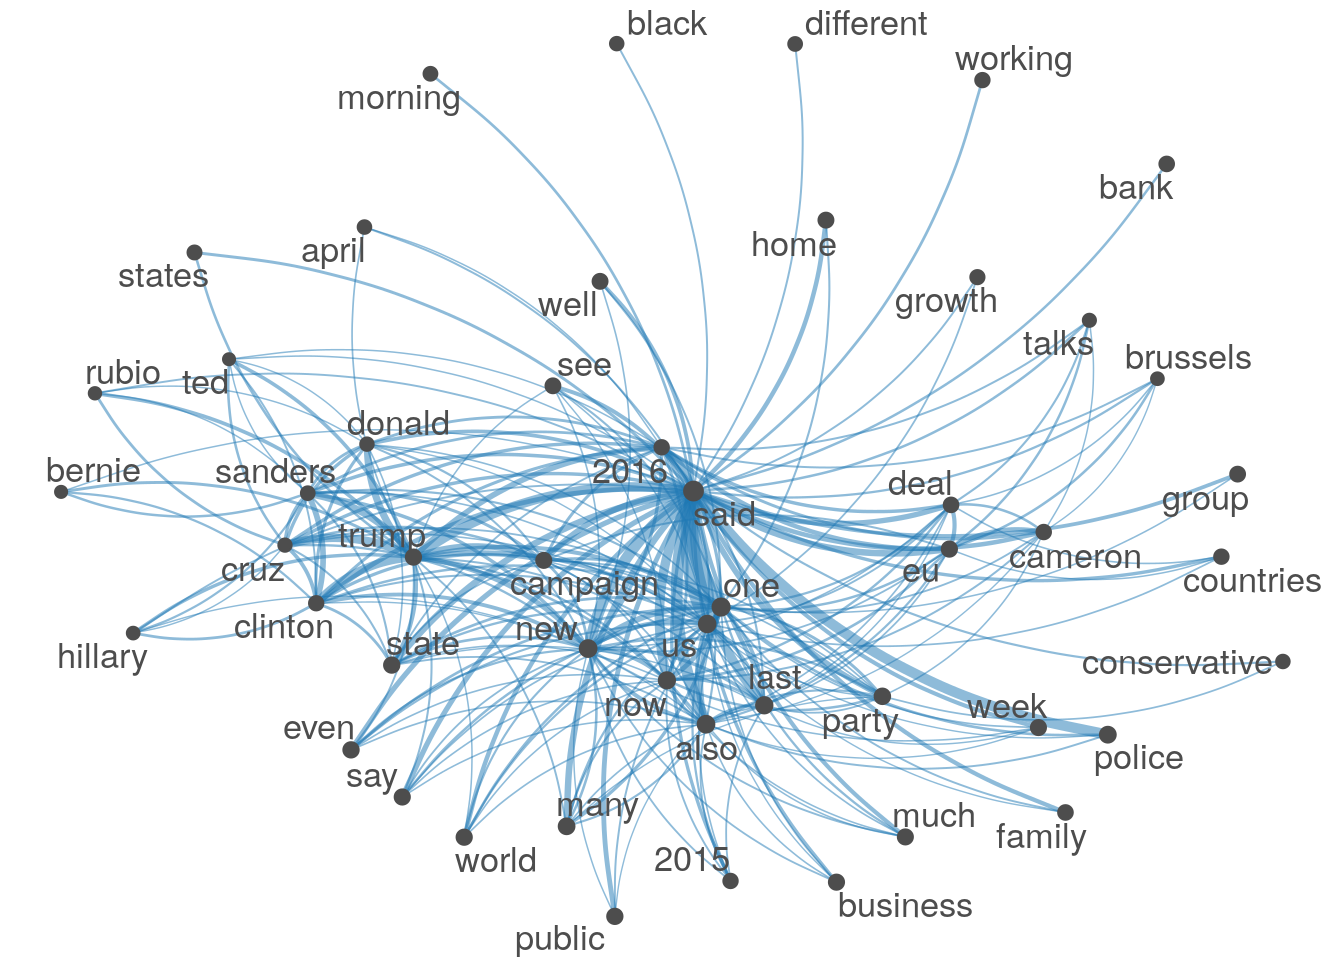 black
different
working
morning
bank
home
april
states
well
growth
talks
see
brussels
rubio
ted
donald
bernie
sanders
2016
deal
group
said
trump
cameron
cruz
campaign
eu
countries
one
clinton
new
us
state
hillary
conservative
last
now
week
party
even
also
police
say
many
much
family
2015
world
business
public